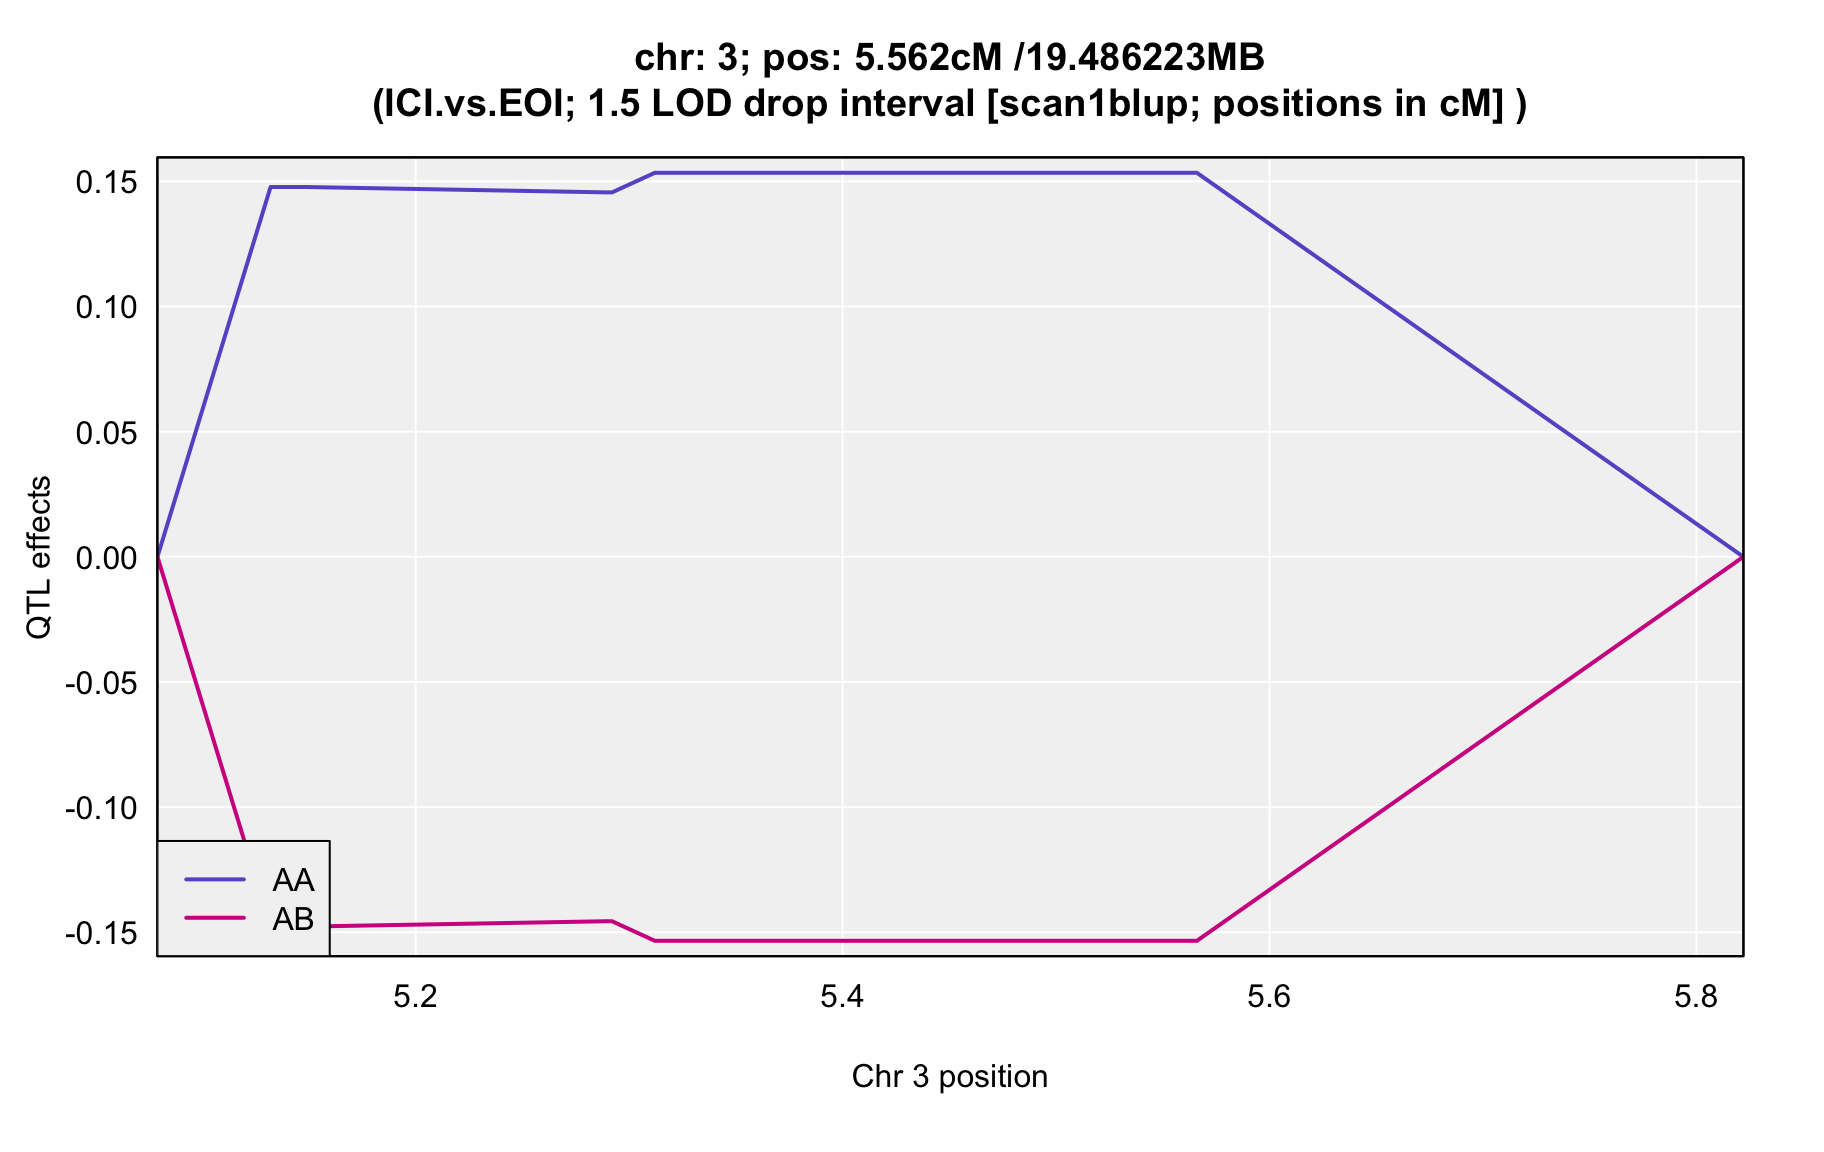 chr: 3; pos: 5.562cM /19.486223MB
(ICI.vs.EOI; 1.5 LOD drop interval [scan1blup; positions in cM] )
QTL effects
0.15
0.10
0.05
0.00
-0.05
-0.10
-0.15
AA
AB
5.2 5.4 5.6 5.8
Chr 3 position